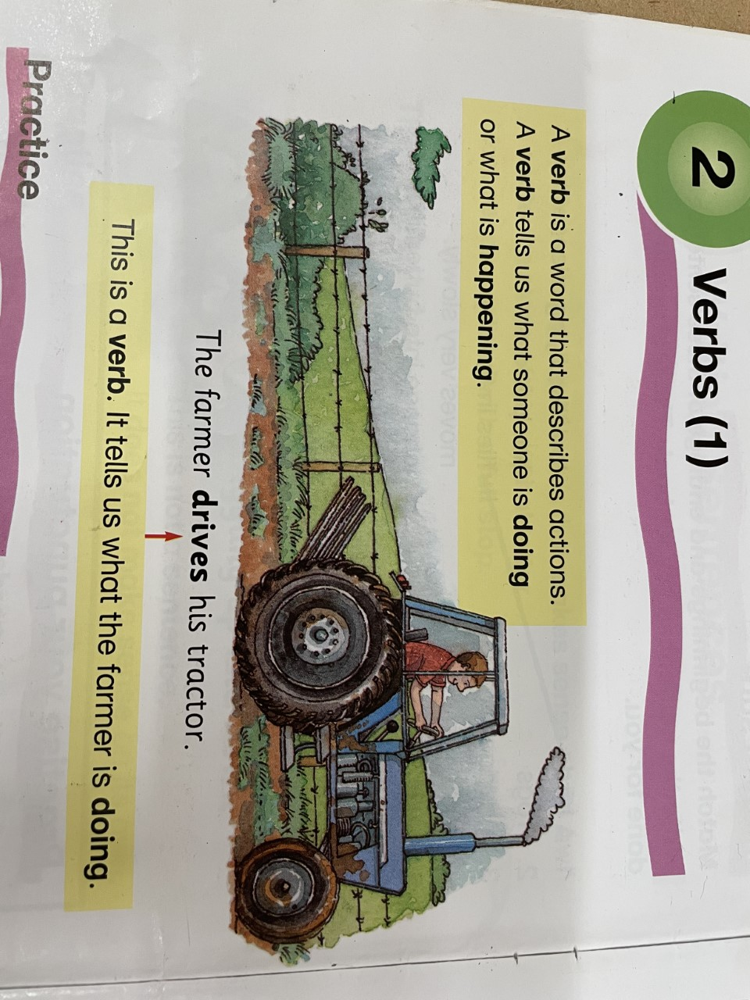 2
Verbs (1)
A verb is a word that describes actions.
A verb tells us what someone is doing
or what is happening.
The farmer drives his tractor.
This is a verb. It tells us what the farmer is doing.
Practice